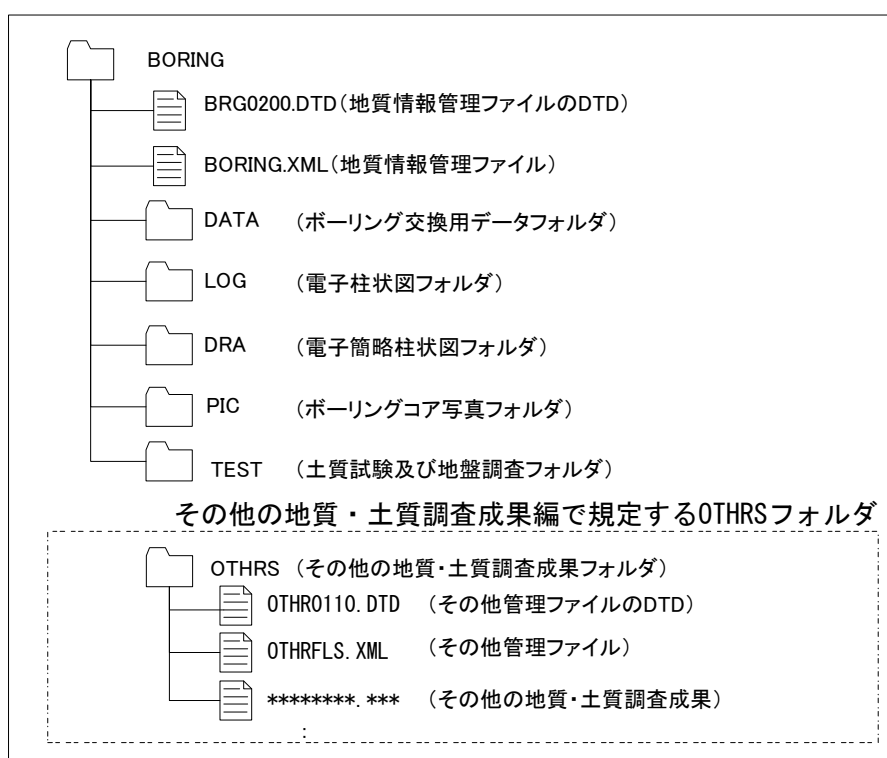 BORING
BRG0200.DTD(地質情報管理ファイルのDTD)
BORING.XML(地質情報管理ファイル)
DATA (ボーリング交換用データフォルダ)
LOG (電子柱状図フォルダ)
DRA (電子簡略柱状図フォルダ)
PIC (ボーリングコア写真フォルダ)
TEST (土質試験及び地盤調査フォルダ)
その他の地質・土質調査成果編で規定するOTHRSフォルダ
OTHRS (その他の地質・土質調査成果フォルダ)
OTHR0110.DTD (その他管理ファイルのDTD)
OTHRFLS.XML (その他管理ファイル)
********.*** (その他の地質・土質調査成果)
: